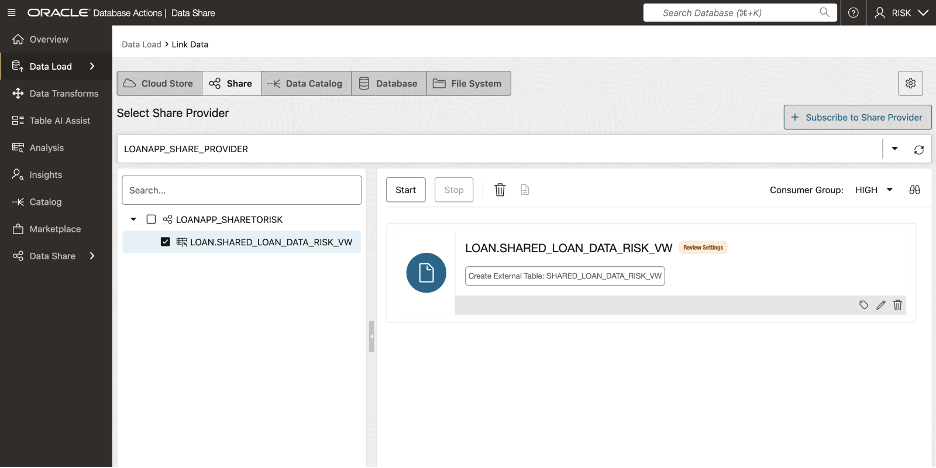 ORACLE Database Actions | Data Share
Search Database (⌘+K)
RISK
Overview
Data Load
Data Transforms
Table AI Assist
Analysis
Insights
Catalog
Marketplace
Data Share
Data Load > Link Data
Cloud Store
Share
Data Catalog
Database
File System
Select Share Provider
+ Subscribe to Share Provider
LOANAPP_SHARE_PROVIDER
Search...
LOANAPP_SHARETORISK
LOAN.SHARED_LOAN_DATA_RISK_VW
Start
Stop
Consumer Group: HIGH
LOAN.SHARED_LOAN_DATA_RISK_VW Review Settings
Create External Table: SHARED_LOAN_DATA_RISK_VW